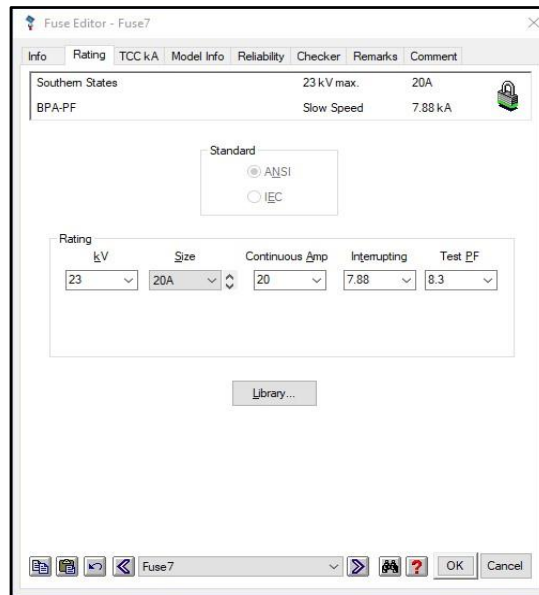 Fuse Editor - Fuse7
Info Rating TCC kA Model Info Reliability Checker Remarks Comment
Southern States 23 kV max. 20A
BPA-PF Slow Speed 7.88 kA
Standard
ANSI
IEC
Rating
kV Size Continuous Amp Interrupting Test PF
23 20A 20 7.88 8.3
Library...
Fuse7 ? OK Cancel